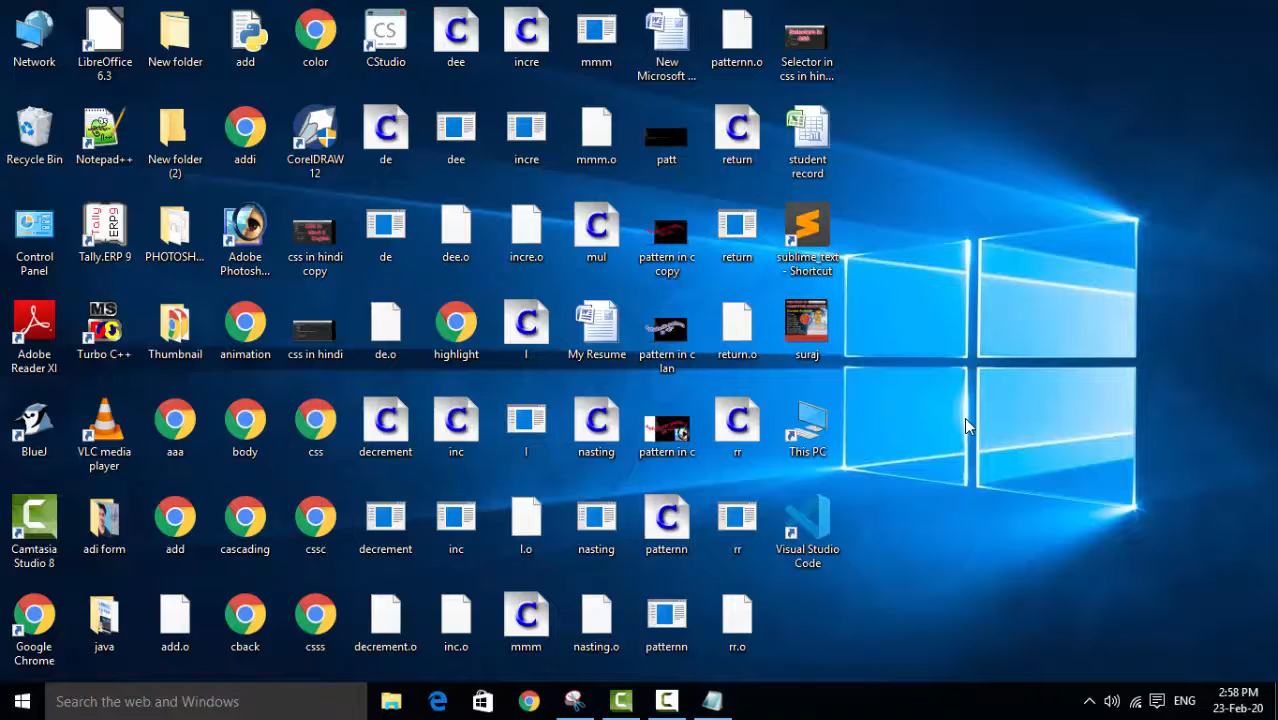 Network
LibreOffice
6.3
New folder
add
color
CStudio
dee
incre
mmm
New
Microsoft ...
patternn.o
Selector in
css in hin...
Recycle Bin
Notepad++
New folder
(2)
addi
CorelDRAW
12
de
dee
incre
mmm.o
patt
return
student
record
Control
Panel
Tally.ERP 9
PHOTOSH...
Adobe
Photosh...
css in hindi
copy
de
dee.o
incre.o
mul
pattern in c
copy
return
sublime_text
- Shortcut
Adobe
Reader XI
Turbo C++
Thumbnail
animation
css in hindi
de.o
highlight
l
My Resume
pattern in c
lan
return.o
suraj
BlueJ
VLC media
player
aaa
body
css
decrement
inc
l
nasting
pattern in c
rr
This PC
Camtasia
Studio 8
adi form
add
cascading
cssc
decrement
inc
l.o
nasting
patternn
rr
Visual Studio
Code
Google
Chrome
java
add.o
cback
csss
decrement.o
inc.o
mmm
nasting.o
patternn
rr.o
Search the web and Windows
ENG
2:58 PM
23-Feb-20